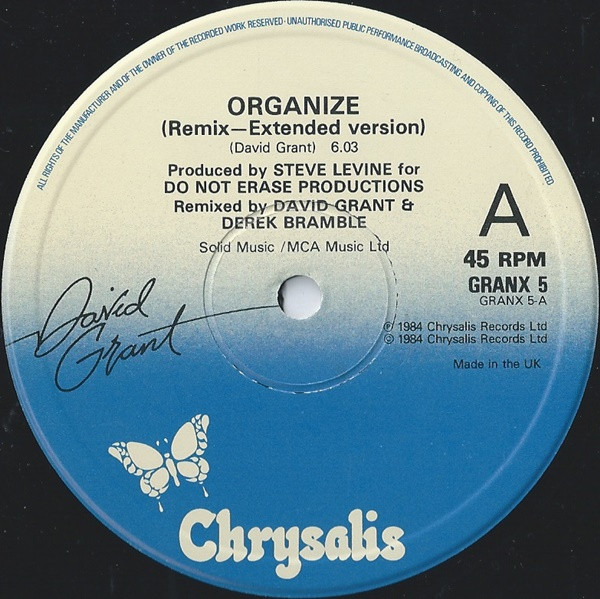 ALL RIGHTS OF THE MANUFACTURER AND OF THE OWNER OF THE RECORDED WORK RESERVED · UNAUTHORISED PUBLIC PERFORMANCE BROADCASTING AND COPYING OF THIS RECORD PROHIBITED
ORGANIZE
(Remix—Extended version)
(David Grant) 6.03
Produced by STEVE LEVINE for
DO NOT ERASE PRODUCTIONS
Remixed by DAVID GRANT &
DEREK BRAMBLE
Solid Music /MCA Music Ltd
A
45 RPM
GRANX 5
GRANX 5-A
℗ 1984 Chrysalis Records Ltd
© 1984 Chrysalis Records Ltd
Made in the UK
David
Grant
Chrysalis